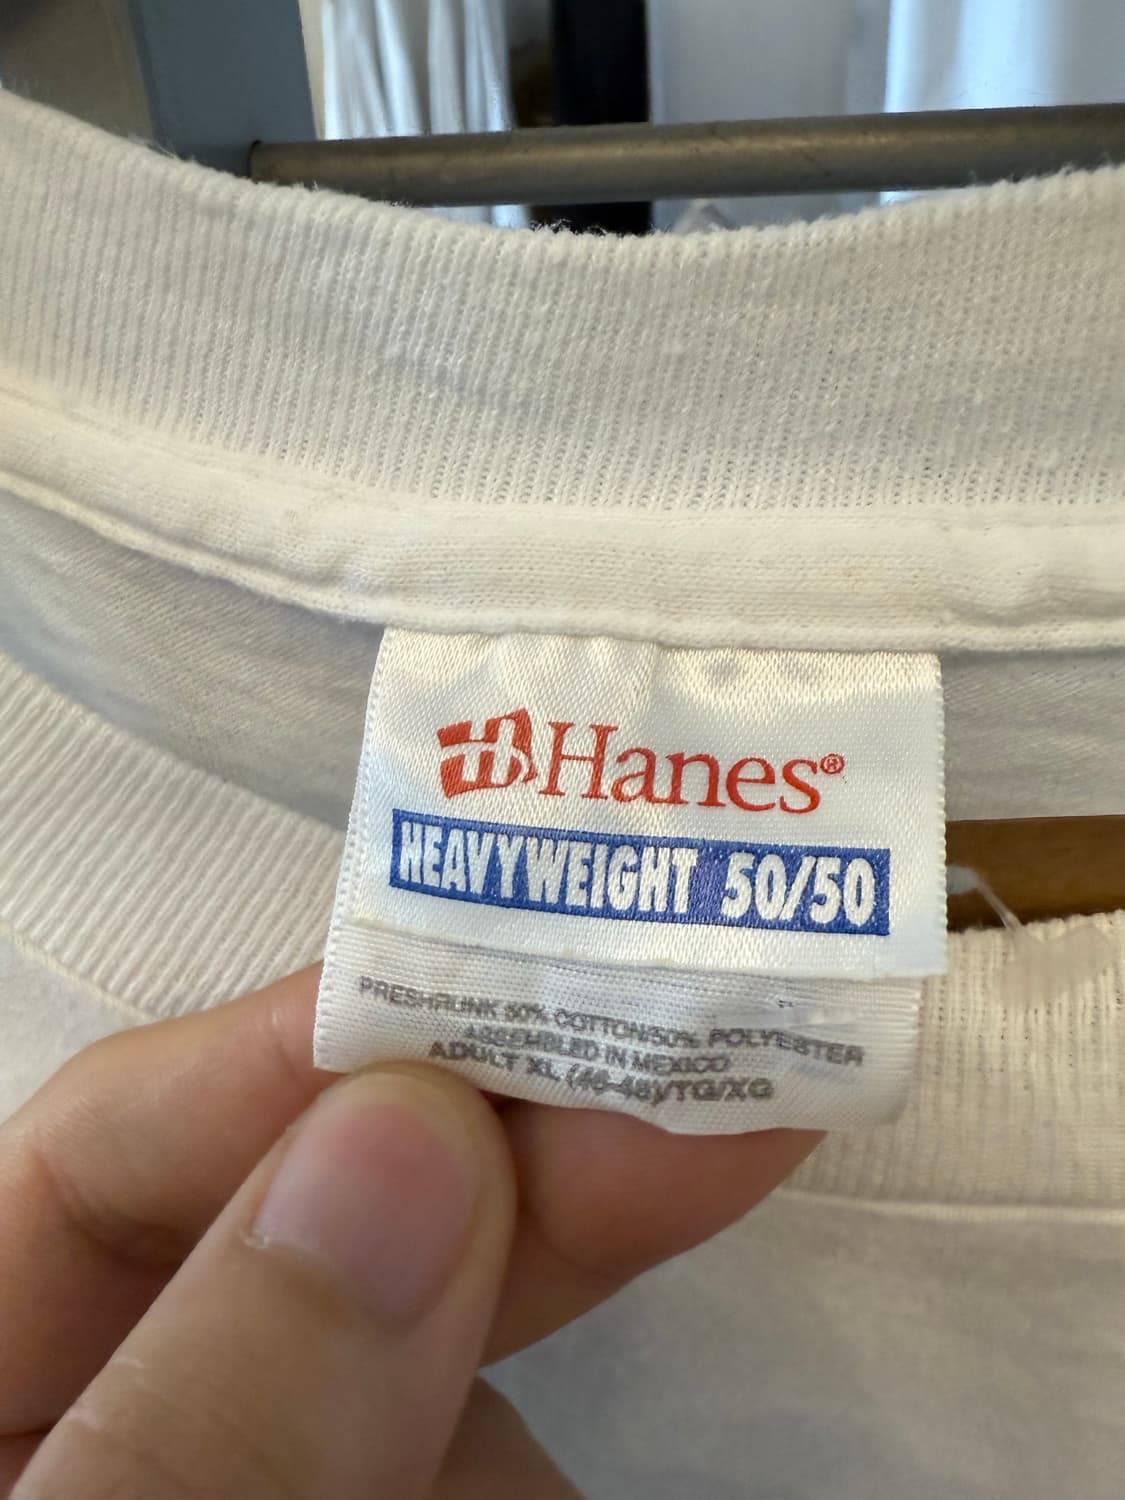 Hanes®
HEAVYWEIGHT 50/50
PRESHRUNK 50% COTTON/50% POLYESTER
ASSEMBLED IN MEXICO
ADULT XL (46-48)/TG/XG